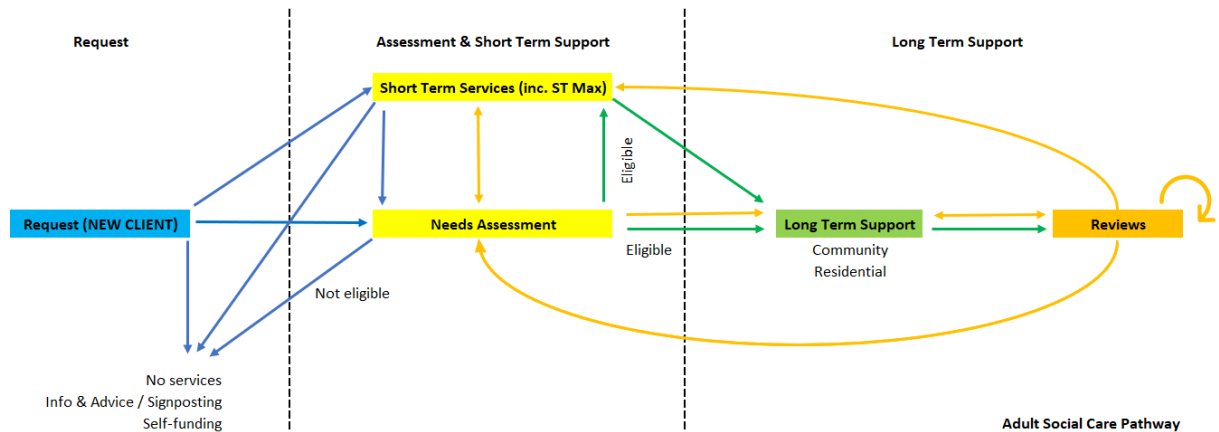 Request
Assessment & Short Term Support
Long Term Support
Short Term Services (inc. ST Max)
Eligible
Request (NEW CLIENT)
Needs Assessment
Long Term Support
Reviews
Eligible
Community
Residential
Not eligible
No services
Info & Advice / Signposting
Self-funding
Adult Social Care Pathway